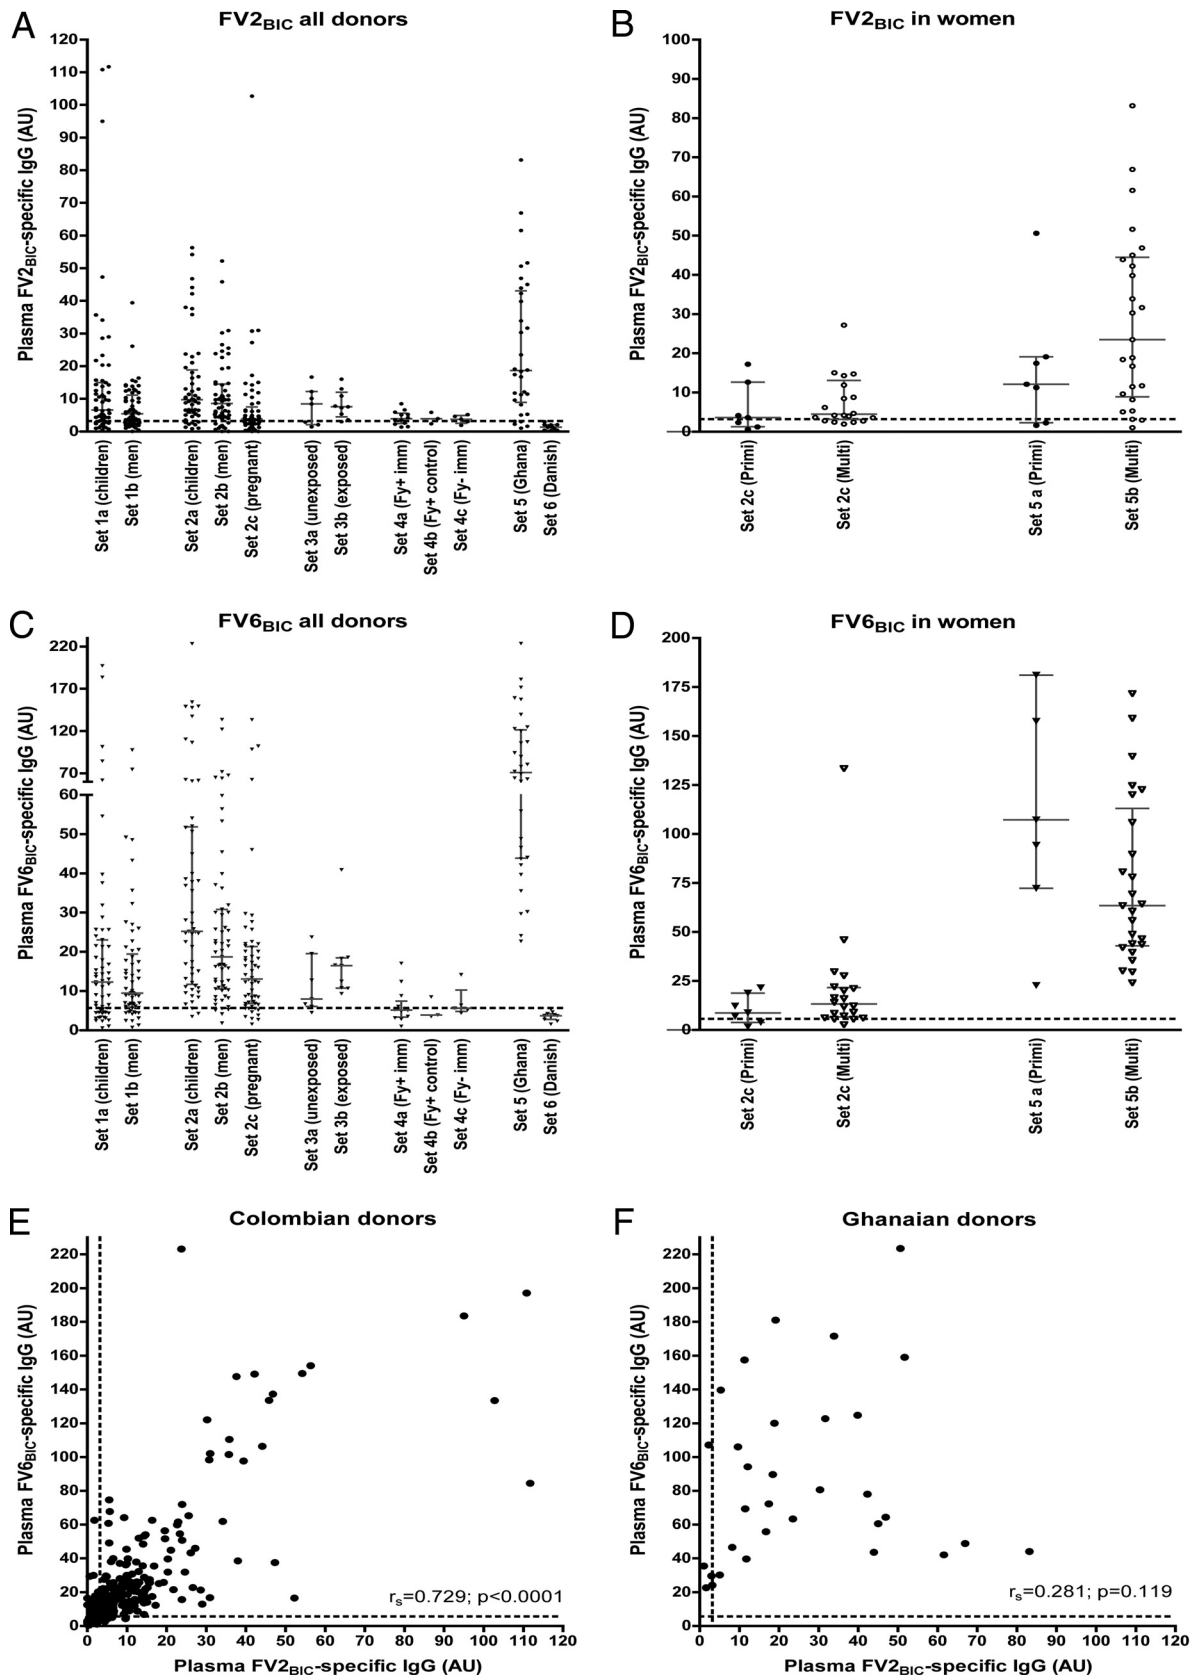 A
FV2BIC all donors
Plasma FV2BIC-specific IgG (AU)
120
110
100
90
80
70
60
50
40
30
20
10
0
Set 1a (children)
Set 1b (men)
Set 2a (children)
Set 2b (men)
Set 2c (pregnant)
Set 3a (unexposed)
Set 3b (exposed)
Set 4a (Fy+ imm)
Set 4b (Fy+ control)
Set 4c (Fy- imm)
Set 5 (Ghana)
Set 6 (Danish)
B
FV2BIC in women
Plasma FV2BIC-specific IgG (AU)
100
90
80
70
60
50
40
30
20
10
0
Set 2c (Primi)
Set 2c (Multi)
Set 5 a (Primi)
Set 5b (Multi)
C
FV6BIC all donors
Plasma FV6BIC-specific IgG (AU)
220
170
120
70
60
50
40
30
20
10
0
Set 1a (children)
Set 1b (men)
Set 2a (children)
Set 2b (men)
Set 2c (pregnant)
Set 3a (unexposed)
Set 3b (exposed)
Set 4a (Fy+ imm)
Set 4b (Fy+ control)
Set 4c (Fy- imm)
Set 5 (Ghana)
Set 6 (Danish)
D
FV6BIC in women
Plasma FV6BIC-specific IgG (AU)
200
175
150
125
100
75
50
25
0
Set 2c (Primi)
Set 2c (Multi)
Set 5 a (Primi)
Set 5b (Multi)
E
Colombian donors
Plasma FV6BIC-specific IgG (AU)
220
200
180
160
140
120
100
80
60
40
20
0
rs=0.729; p<0.0001
0 10 20 30 40 50 60 70 80 90 100 110 120
Plasma FV2BIC-specific IgG (AU)
F
Ghanaian donors
Plasma FV6BIC-specific IgG (AU)
220
200
180
160
140
120
100
80
60
40
20
0
rs=0.281; p=0.119
0 10 20 30 40 50 60 70 80 90 100 110 120
Plasma FV2BIC-specific IgG (AU)